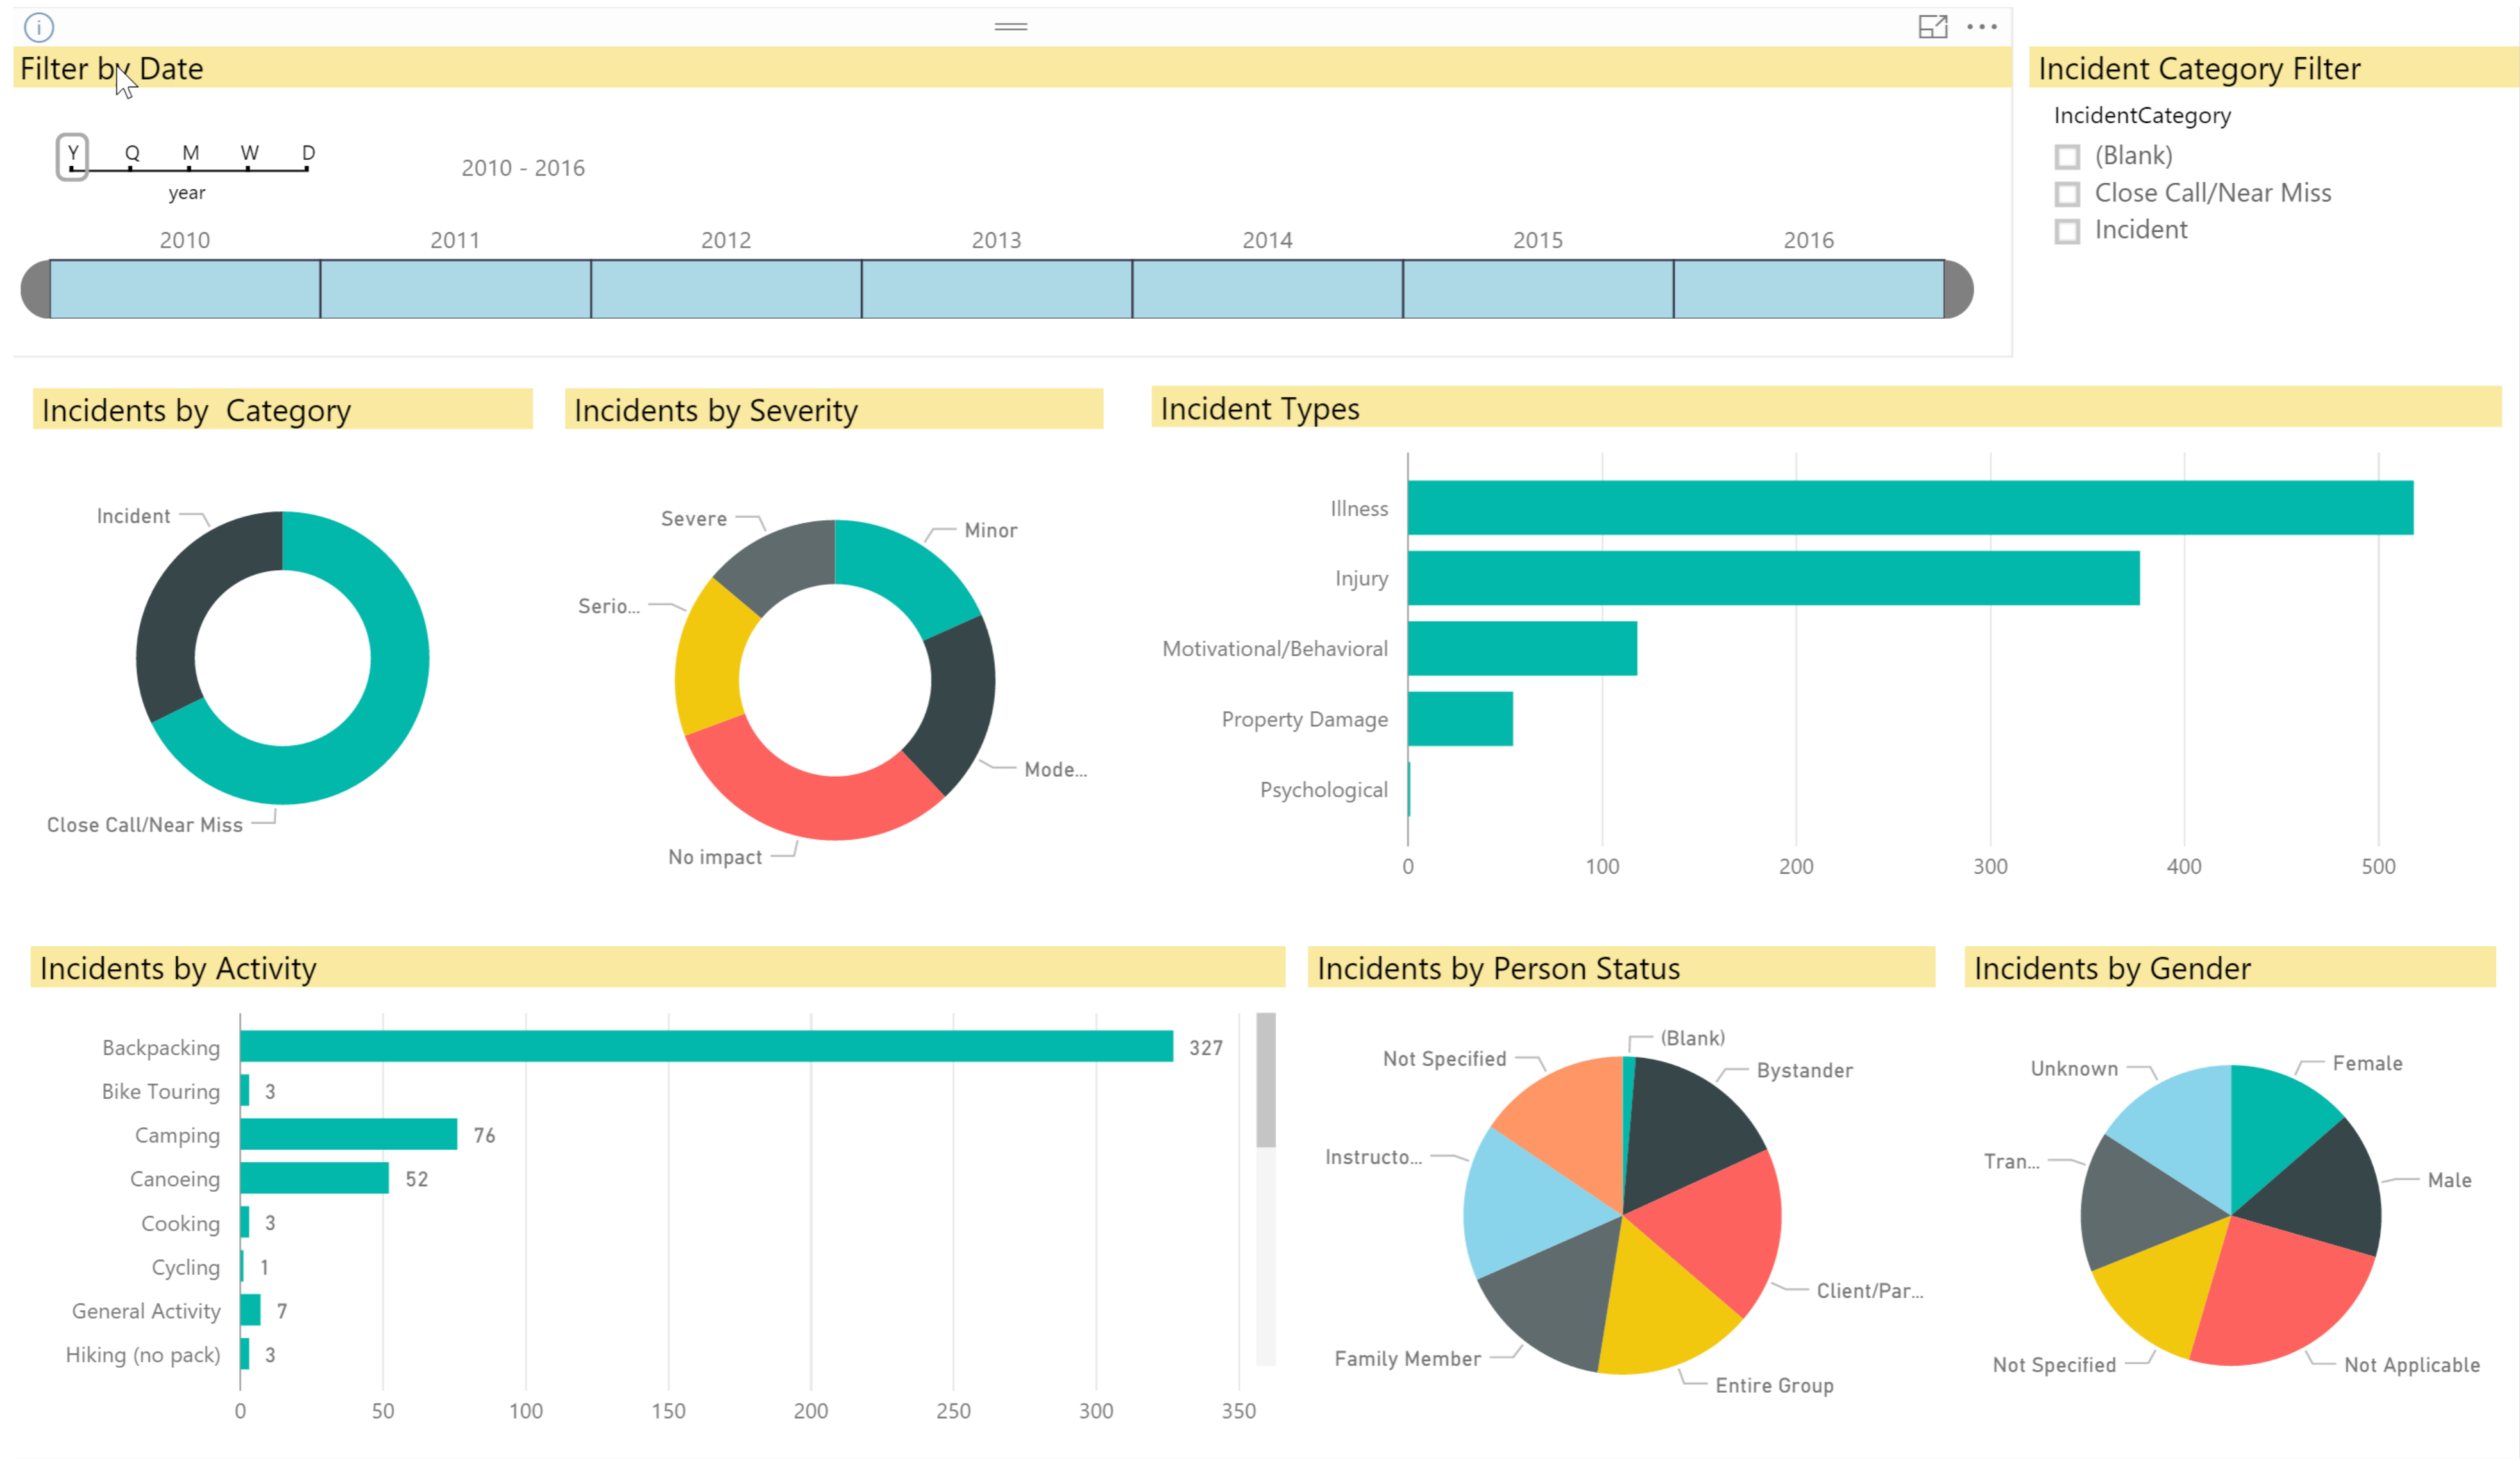 Filter by Date
Incident Category Filter
IncidentCategory
(Blank)
Close Call/Near Miss
Incident
Y Q M W D
year
2010 - 2016
2010 2011 2012 2013 2014 2015 2016
Incidents by  Category
Incident
Close Call/Near Miss
Incidents by Severity
Severe
Minor
Serio...
Mode...
No impact
Incident Types
Illness
Injury
Motivational/Behavioral
Property Damage
Psychological
0 100 200 300 400 500
Incidents by Activity
Backpacking 327
Bike Touring 3
Camping 76
Canoeing 52
Cooking 3
Cycling 1
General Activity 7
Hiking (no pack) 3
0 50 100 150 200 250 300 350
Incidents by Person Status
(Blank)
Not Specified
Bystander
Instructo...
Client/Par...
Family Member
Entire Group
Incidents by Gender
Unknown
Female
Tran...
Male
Not Specified
Not Applicable